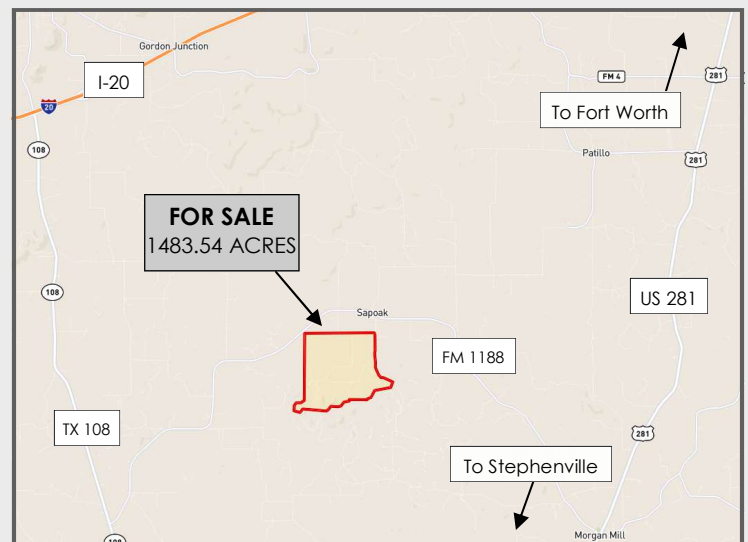 Gordon Junction
I-20
20
FM 4
281
To Fort Worth
108
Patillo
281
FOR SALE
1483.54 ACRES
108
US 281
Sapoak
FM 1188
TX 108
281
To Stephenville
Morgan Mill
108